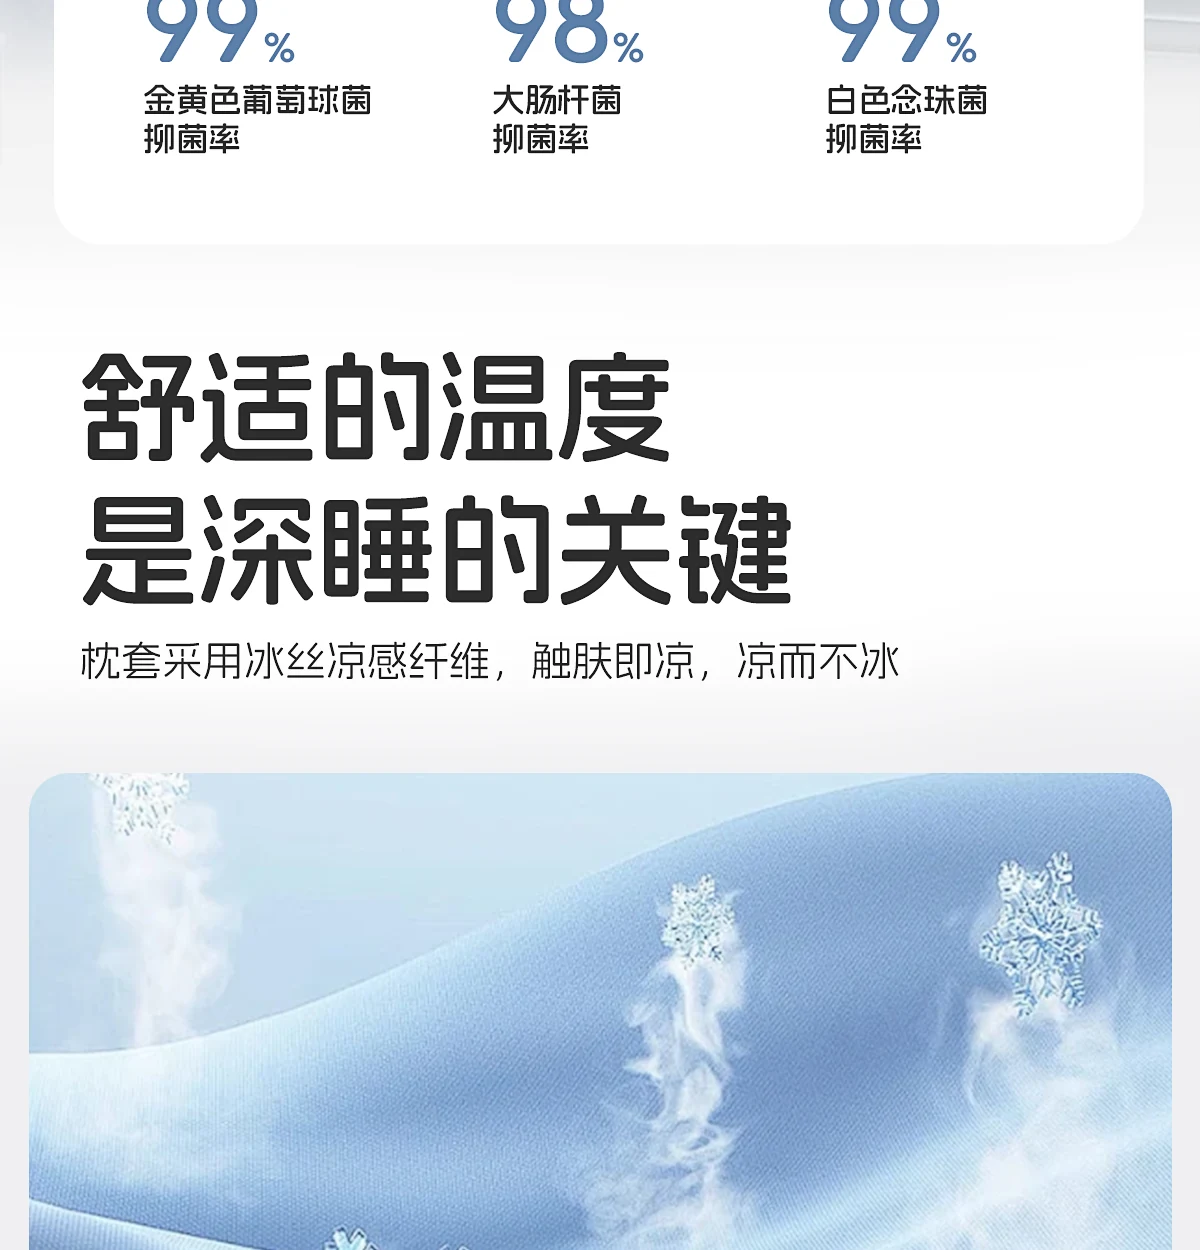 99% 98% 99%
金黄色葡萄球菌 大肠杆菌 白色念珠菌
抑菌率 抑菌率 抑菌率
舒适的温度
是深睡的关键
枕套采用冰丝凉感纤维，触肤即凉，凉而不冰